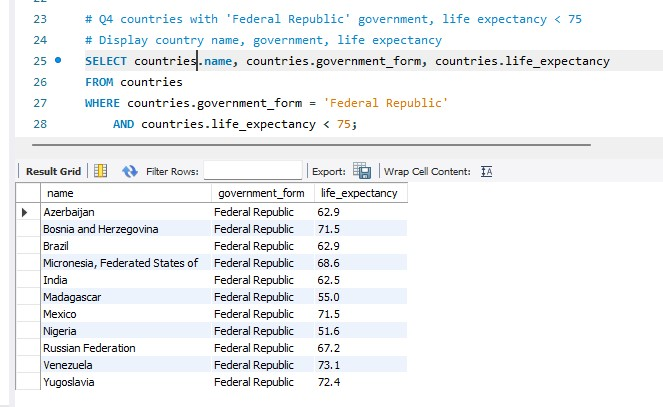 23 # Q4 countries with 'Federal Republic' government, life expectancy < 75
24 # Display country name, government, life expectancy
25 SELECT countries.name, countries.government_form, countries.life_expectancy
26 FROM countries
27 WHERE countries.government_form = 'Federal Republic'
28 AND countries.life_expectancy < 75;
Result Grid Filter Rows: Export: Wrap Cell Content:
name government_form life_expectancy
Azerbaijan Federal Republic 62.9
Bosnia and Herzegovina Federal Republic 71.5
Brazil Federal Republic 62.9
Micronesia, Federated States of Federal Republic 68.6
India Federal Republic 62.5
Madagascar Federal Republic 55.0
Mexico Federal Republic 71.5
Nigeria Federal Republic 51.6
Russian Federation Federal Republic 67.2
Venezuela Federal Republic 73.1
Yugoslavia Federal Republic 72.4